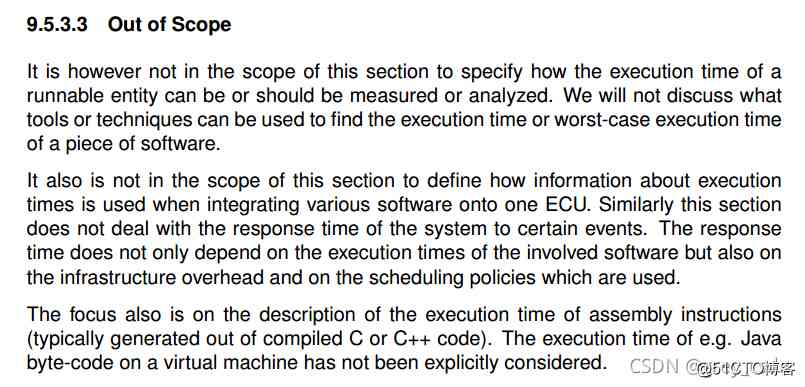 9.5.3.3 Out of Scope
It is however not in the scope of this section to specify how the execution time of a
runnable entity can be or should be measured or analyzed. We will not discuss what
tools or techniques can be used to find the execution time or worst-case execution time
of a piece of software.
It also is not in the scope of this section to define how information about execution
times is used when integrating various software onto one ECU. Similarly this section
does not deal with the response time of the system to certain events. The response
time does not only depend on the execution times of the involved software but also on
the infrastructure overhead and on the scheduling policies which are used.
The focus also is on the description of the execution time of assembly instructions
(typically generated out of compiled C or C++ code). The execution time of e.g. Java
byte-code on a virtual machine has not been explicitly considered.
CSDN
@51CTO博客